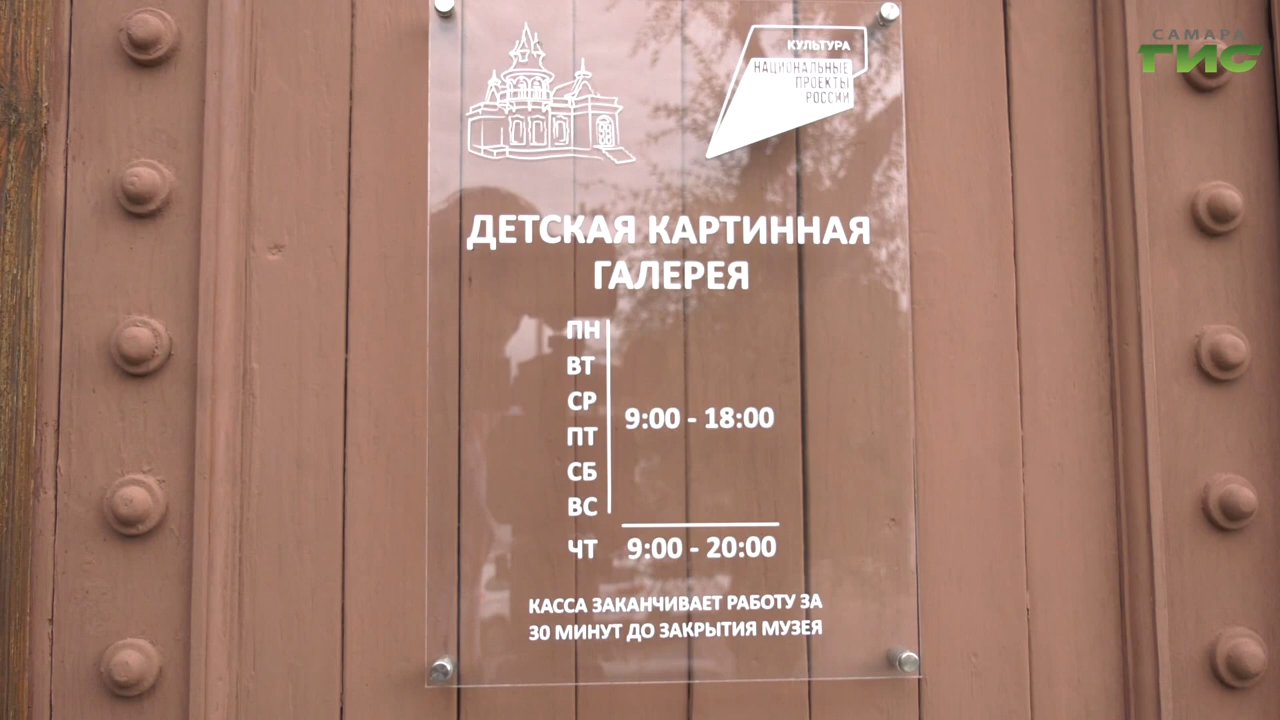 САМАРА
ГИС
КУЛЬТУРА
НАЦИОНАЛЬНЫЕ
ПРОЕКТЫ
РОССИИ
ДЕТСКАЯ КАРТИННАЯ
ГАЛЕРЕЯ
ПН
ВТ
СР
9:00 - 18:00
ПТ
СБ
ВС
ЧТ 9:00 - 20:00
КАССА ЗАКАНЧИВАЕТ РАБОТУ ЗА
30 МИНУТ ДО ЗАКРЫТИЯ МУЗЕЯ